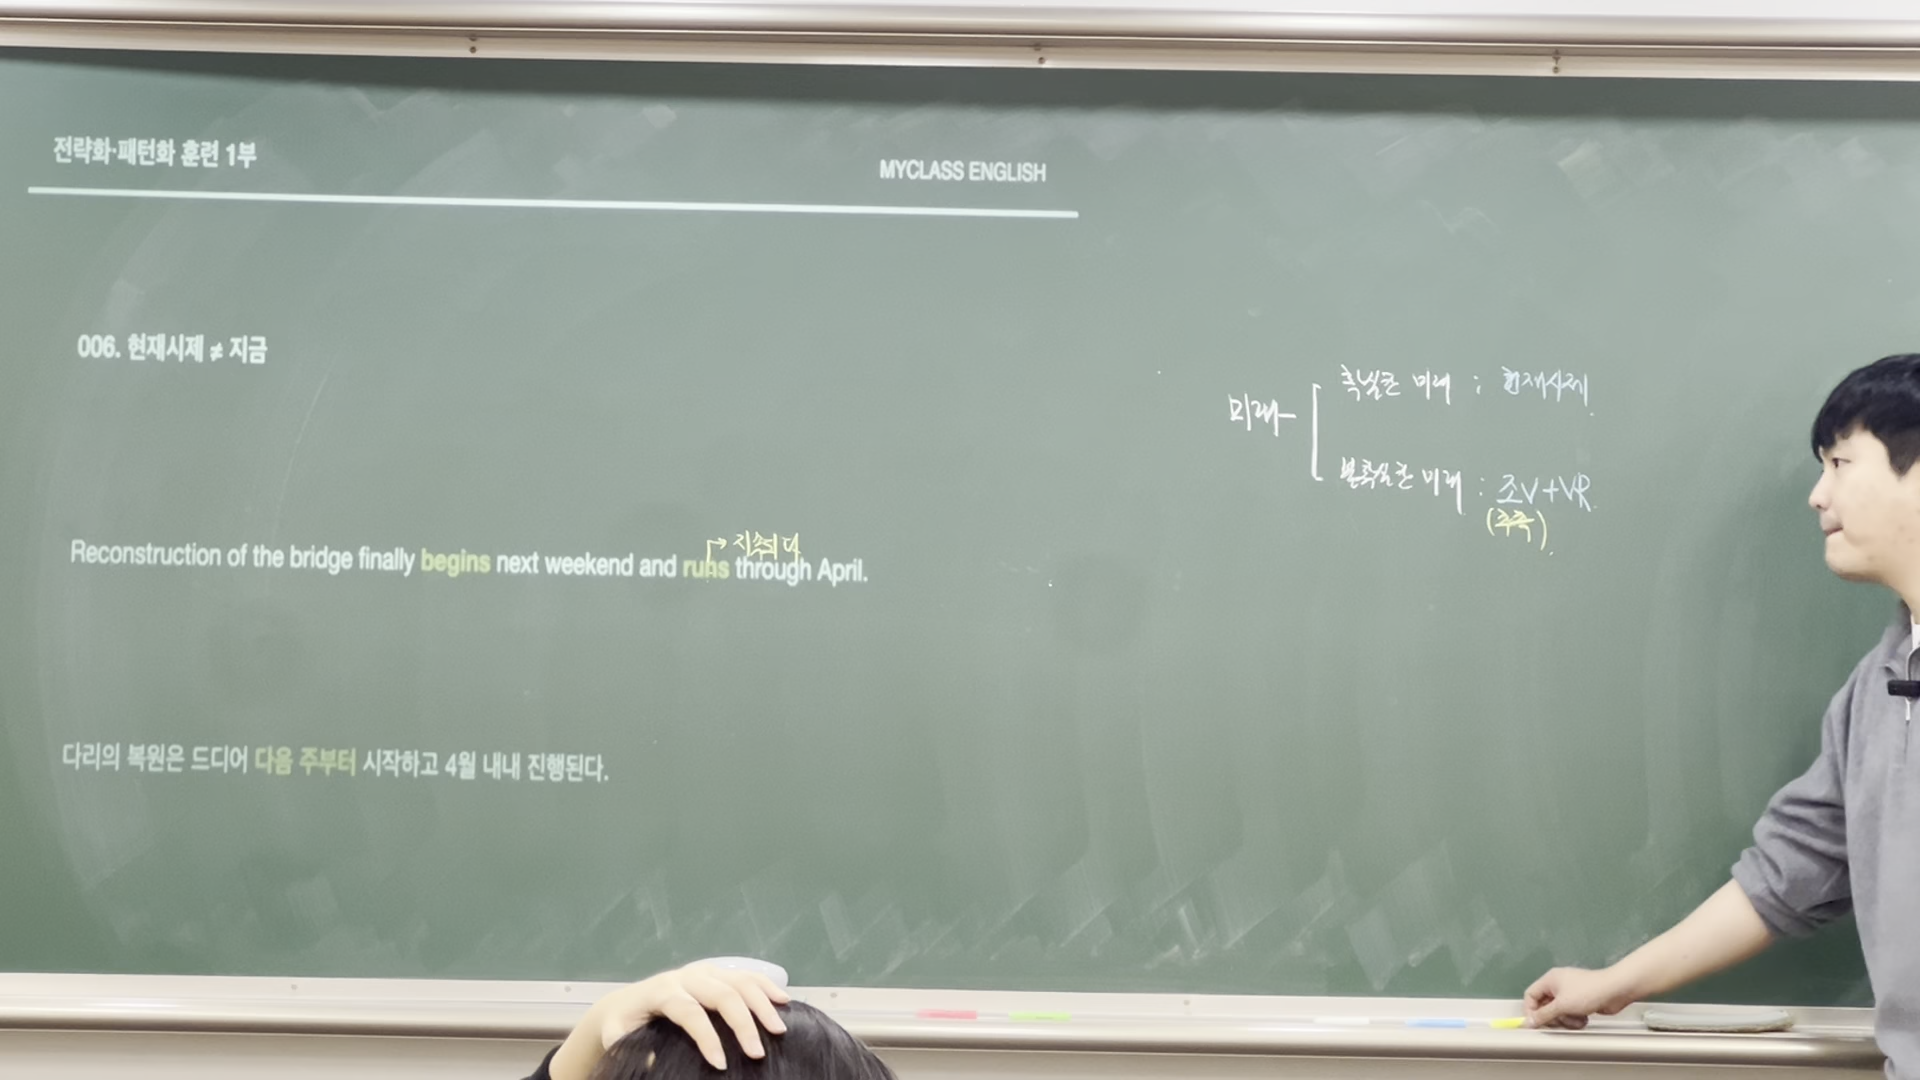 전략화·패턴화 훈련 1부
MYCLASS ENGLISH
006. 현재시제 ≠ 지금
미래
확실한 미래 : 현재시제.
불확실한 미래 : 조V+VR.
(추측).
지속되다
Reconstruction of the bridge finally begins next weekend and runs through April.
다리의 복원은 드디어 다음 주부터 시작하고 4월 내내 진행된다.